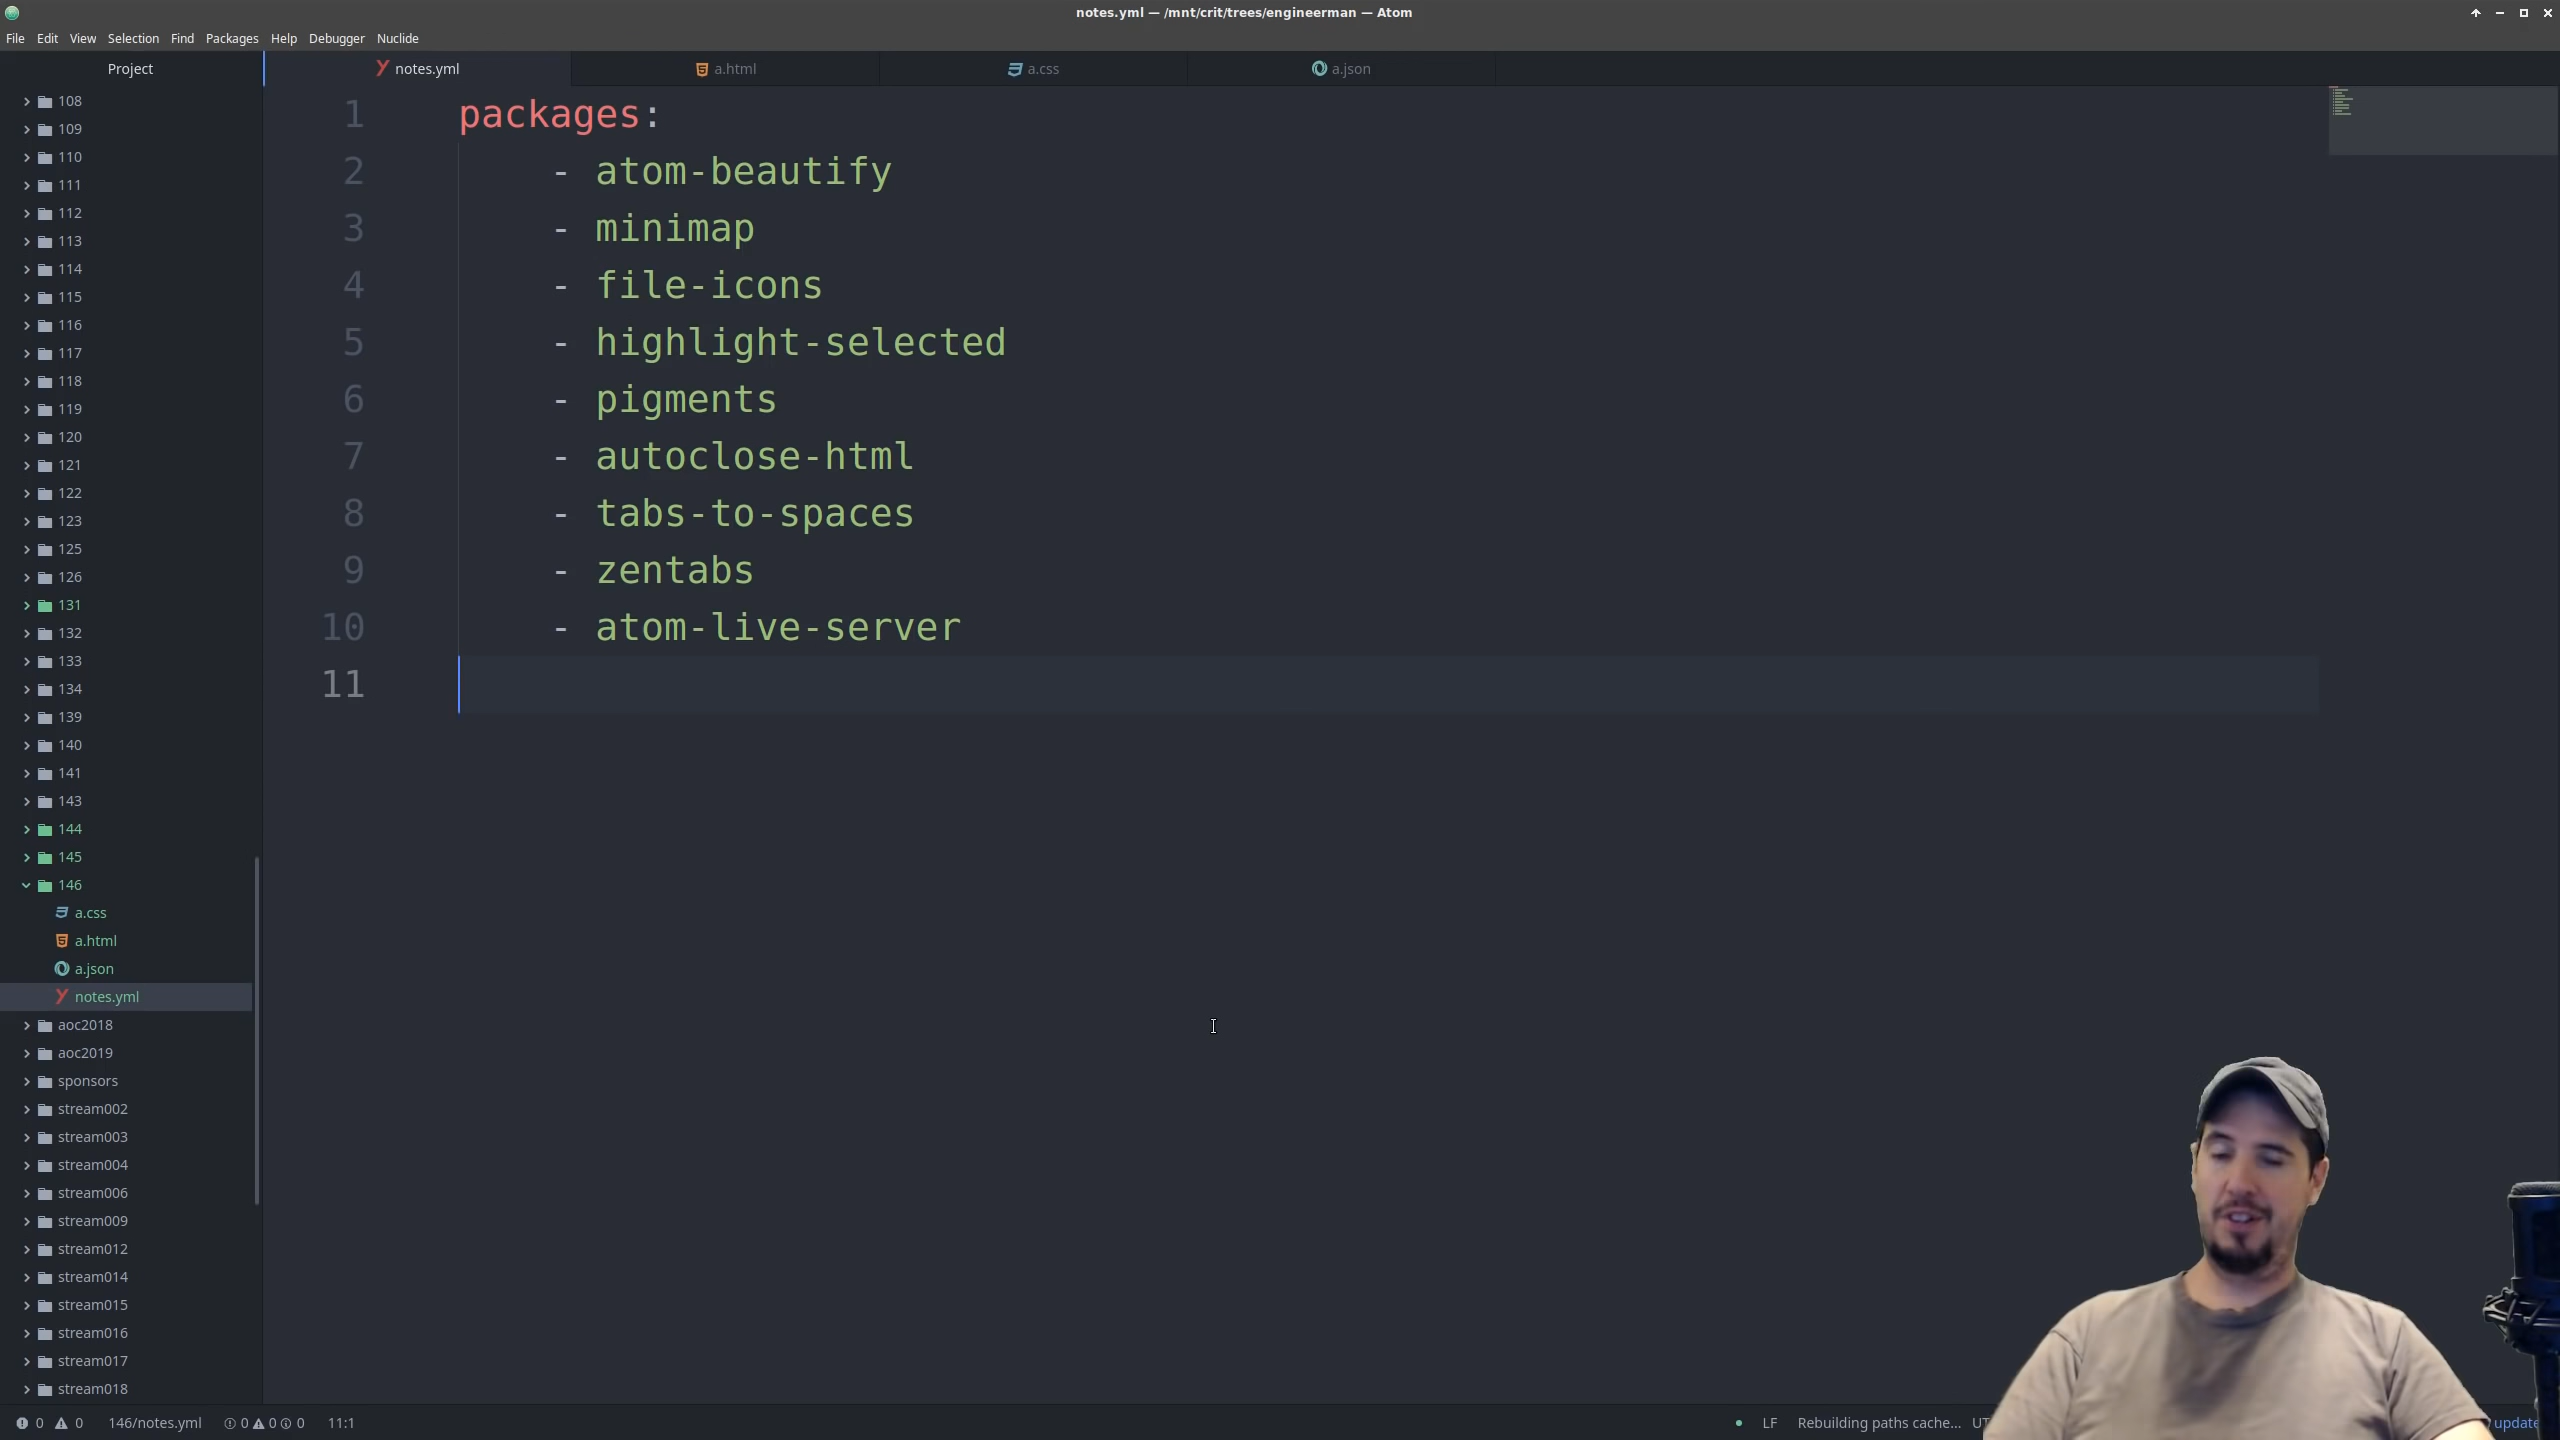 notes.yml — /mnt/crit/trees/engineerman — Atom
File Edit View Selection Find Packages Help Debugger Nuclide
Project
notes.yml
a.html
a.css
a.json
108
109
110
111
112
113
114
115
116
117
118
119
120
121
122
123
125
126
131
132
133
134
139
140
141
143
144
145
146
a.css
a.html
a.json
notes.yml
aoc2018
aoc2019
sponsors
stream002
stream003
stream004
stream006
stream009
stream012
stream014
stream015
stream016
stream017
stream018
1 packages:
2 - atom-beautify
3 - minimap
4 - file-icons
5 - highlight-selected
6 - pigments
7 - autoclose-html
8 - tabs-to-spaces
9 - zentabs
10 - atom-live-server
11
0 0 146/notes.yml 0 0 0 11:1 LF Rebuilding paths cache...